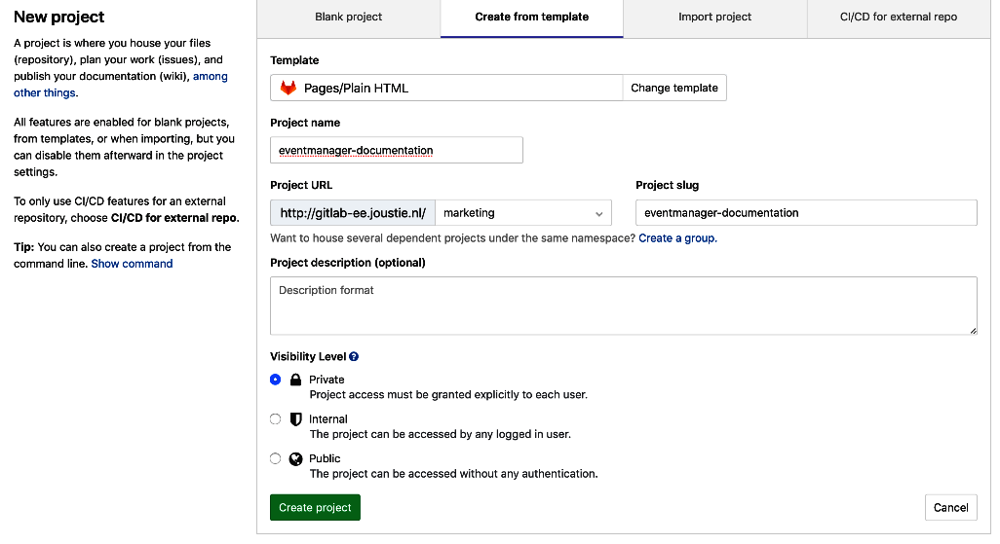 New project
A project is where you house your files
(repository), plan your work (issues), and
publish your documentation (wiki), among
other things.
All features are enabled for blank projects,
from templates, or when importing, but you
can disable them afterward in the project
settings.
To only use CI/CD features for an external
repository, choose CI/CD for external repo.
Tip: You can also create a project from the
command line. Show command
Blank project
Create from template
Import project
CI/CD for external repo
Template
Pages/Plain HTML
Change template
Project name
eventmanager-documentation
Project URL
Project slug
http://gitlab-ee.joustie.nl/
marketing
eventmanager-documentation
Want to house several dependent projects under the same namespace? Create a group.
Project description (optional)
Description format
Visibility Level ?
Private
Project access must be granted explicitly to each user.
Internal
The project can be accessed by any logged in user.
Public
The project can be accessed without any authentication.
Create project
Cancel